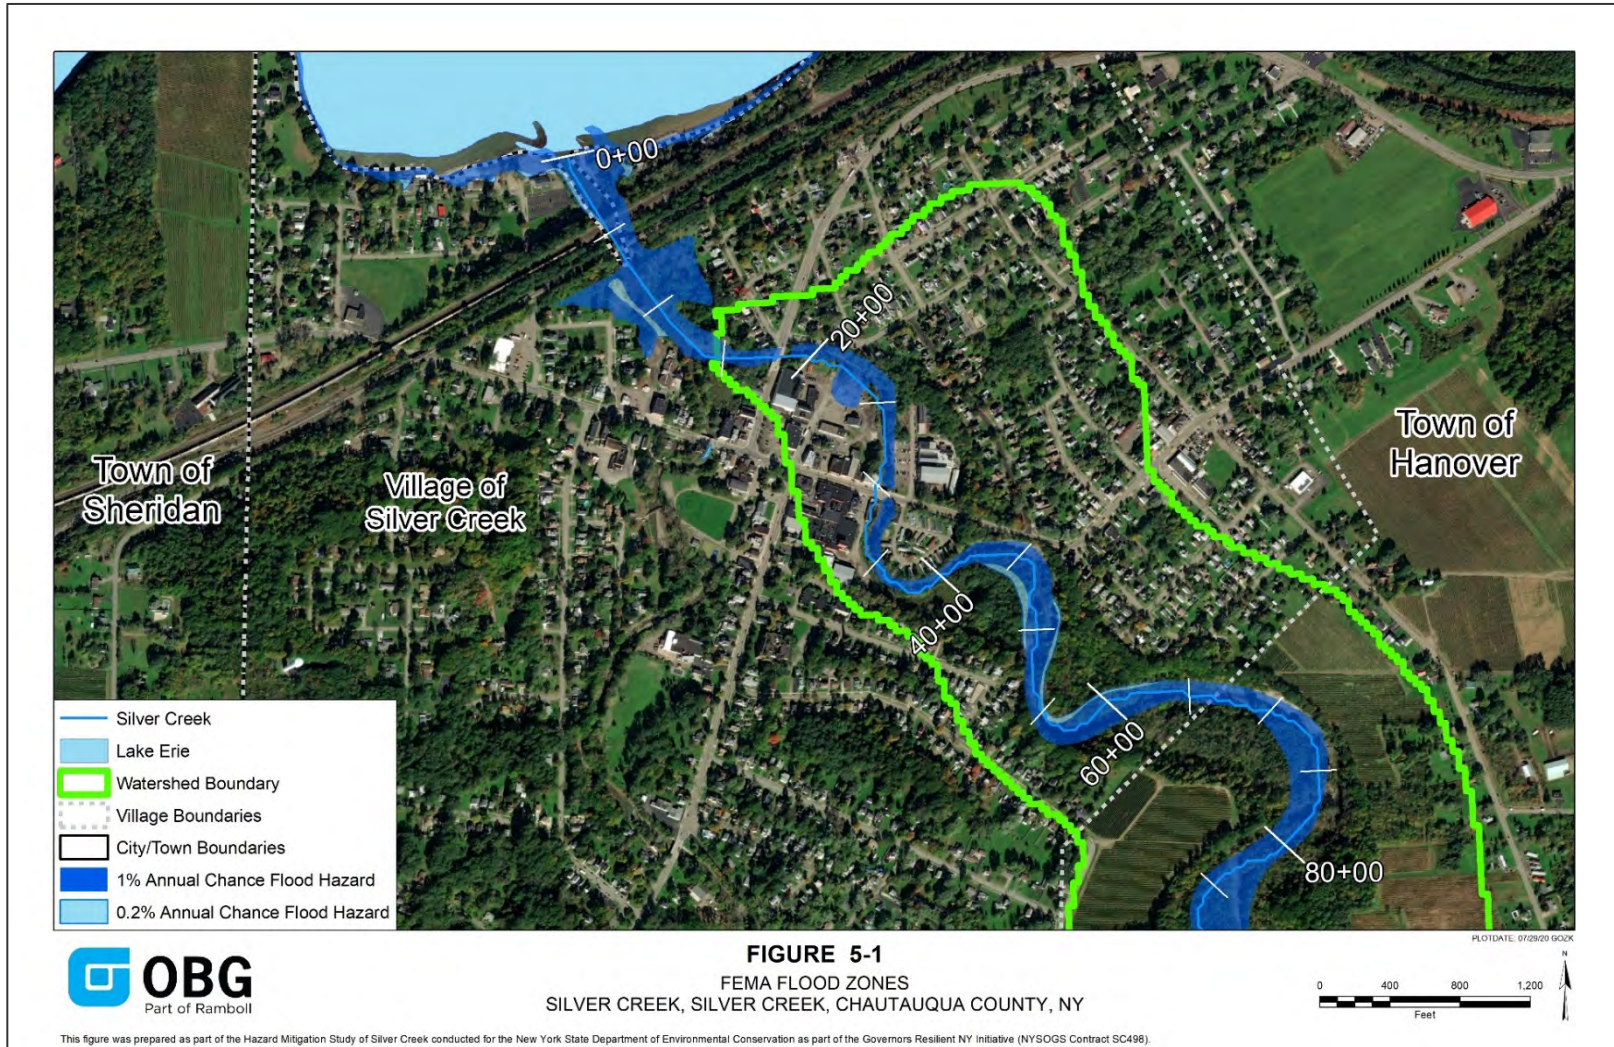 0+00
20+00
Town of
Hanover
Town of
Sheridan
Village of
Silver Creek
40+00
60+00
80+00
Silver Creek
Lake Erie
Watershed Boundary
Village Boundaries
City/Town Boundaries
1% Annual Chance Flood Hazard
0.2% Annual Chance Flood Hazard
PLOTDATE: 07/29/20 GOZK
OBG
Part of Ramboll
FIGURE 5-1
FEMA FLOOD ZONES
SILVER CREEK, SILVER CREEK, CHAUTAUQUA COUNTY, NY
N
0 400 800 1,200
Feet
This figure was prepared as part of the Hazard Mitigation Study of Silver Creek conducted for the New York State Department of Environmental Conservation as part of the Governors Resilient NY Initiative (NYSOGS Contract SC498).